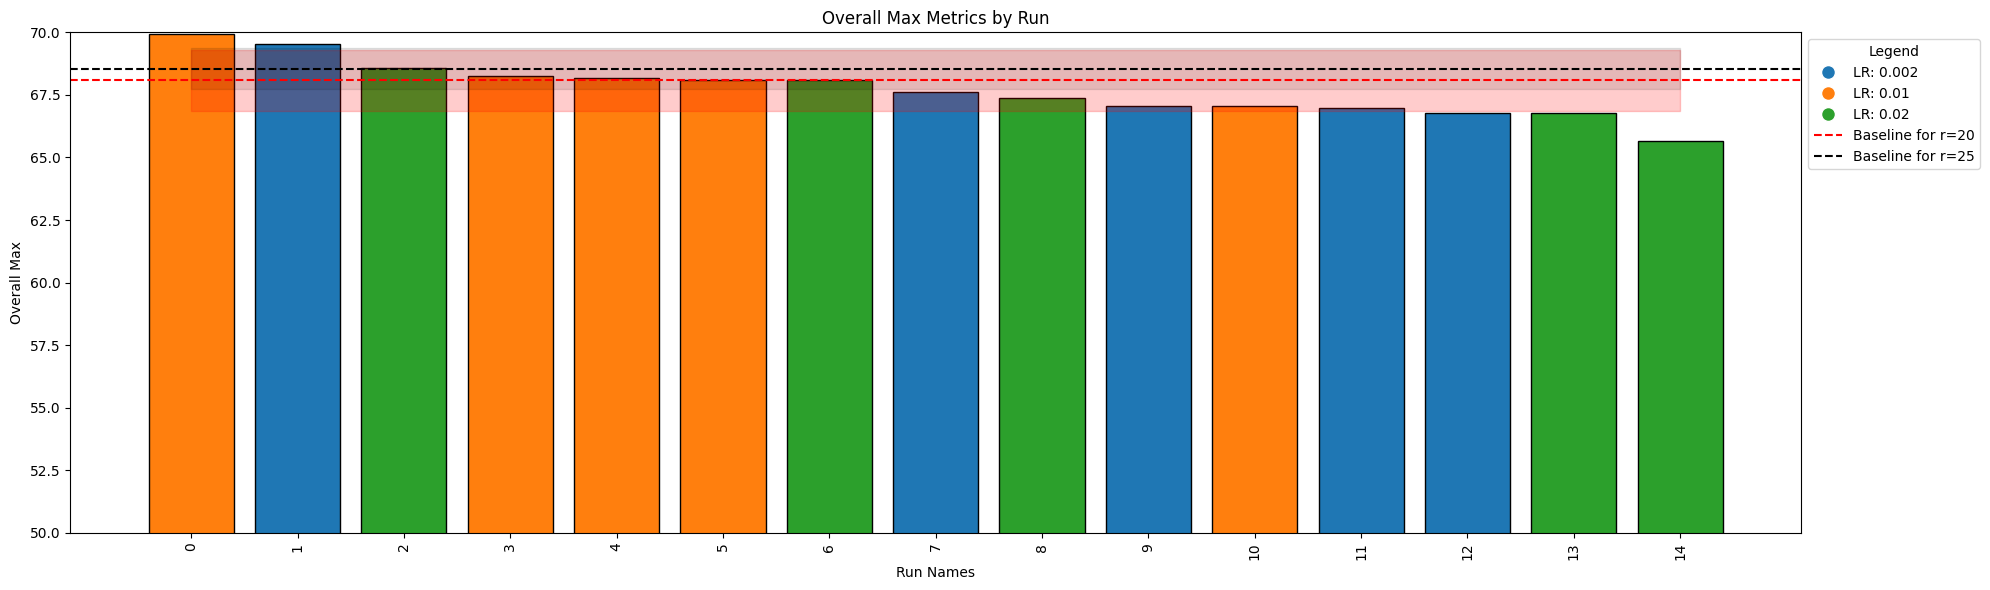 Overall Max Metrics by Run
Overall Max
70.0
67.5
65.0
62.5
60.0
57.5
55.0
52.5
50.0
0
1
2
3
4
5
6
7
8
9
10
11
12
13
14
Run Names
Legend
LR: 0.002
LR: 0.01
LR: 0.02
Baseline for r=20
Baseline for r=25